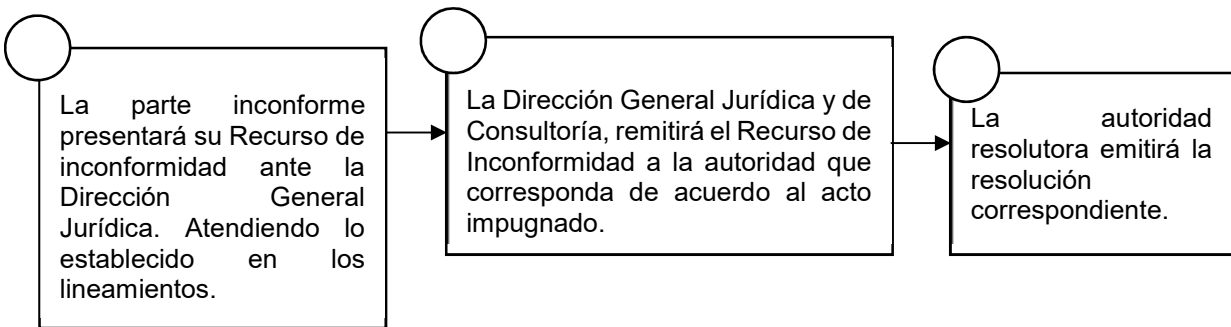 La parte inconforme
presentará su Recurso de
inconformidad ante la
Dirección General
Jurídica. Atendiendo lo
establecido en los
lineamientos.
La Dirección General Jurídica y de
Consultoría, remitirá el Recurso de
Inconformidad a la autoridad que
corresponda de acuerdo al acto
impugnado.
La autoridad
resolutora emitirá la
resolución
correspondiente.